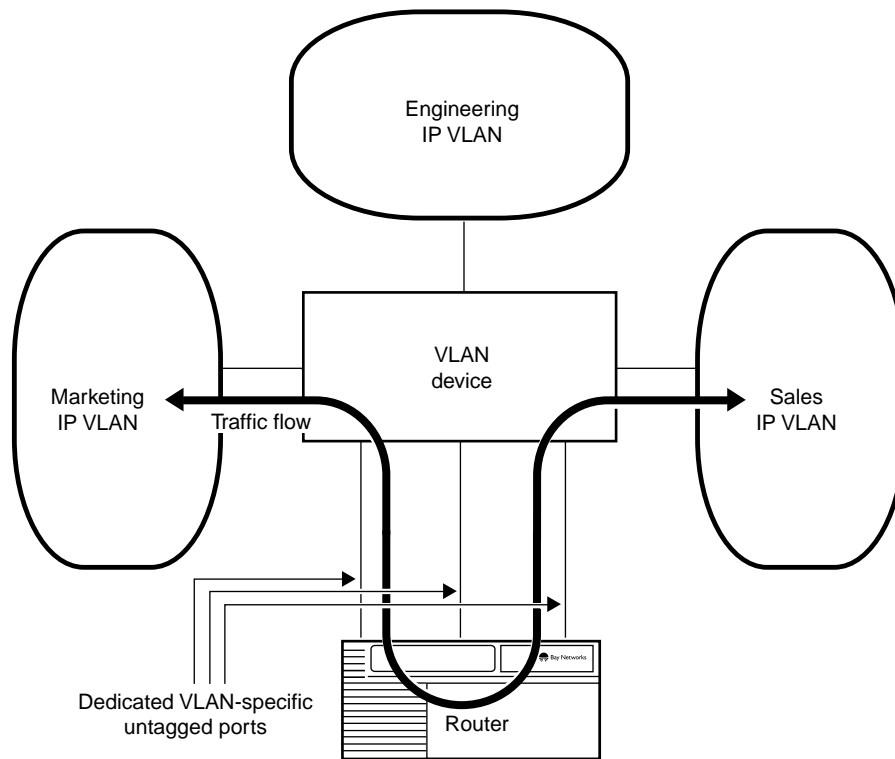 Engineering
IP VLAN
VLAN
device
Marketing
IP VLAN
Traffic flow
Sales
IP VLAN
Bay Networks
Dedicated VLAN-specific
untagged ports
Router